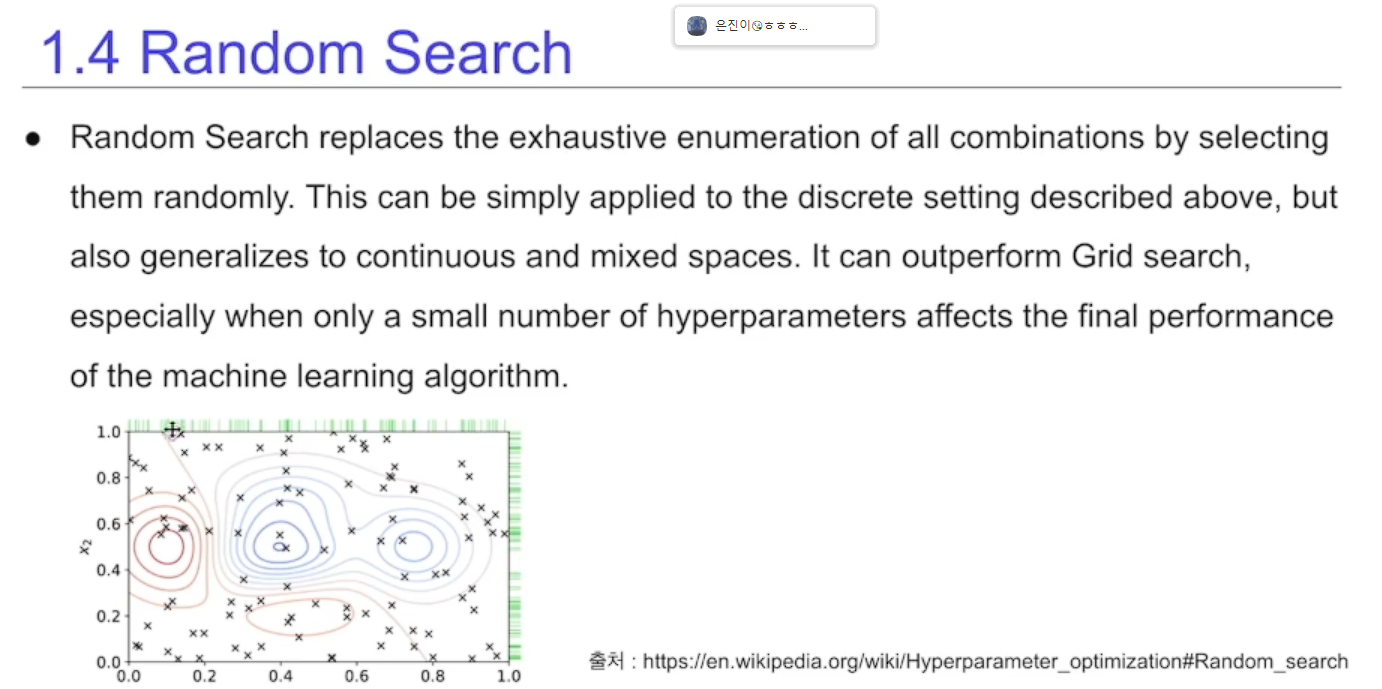 은진이😘ㅎㅎㅎ...
1.4 Random Search
● Random Search replaces the exhaustive enumeration of all combinations by selecting
them randomly. This can be simply applied to the discrete setting described above, but
also generalizes to continuous and mixed spaces. It can outperform Grid search,
especially when only a small number of hyperparameters affects the final performance
of the machine learning algorithm.
1.0
0.8
0.6
x₂
0.4
0.2
0.0
0.0 0.2 0.4 0.6 0.8 1.0
출처 : https://en.wikipedia.org/wiki/Hyperparameter_optimization#Random_search